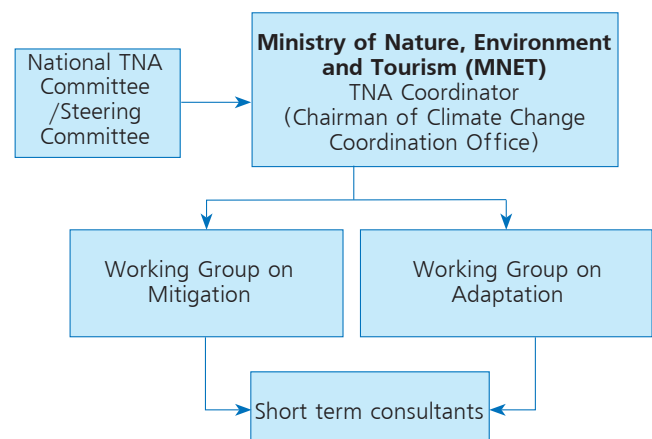 National TNA
Committee
/Steering
Committee
Ministry of Nature, Environment
and Tourism (MNET)
TNA Coordinator
(Chairman of Climate Change
Coordination Office)
Working Group on
Mitigation
Working Group on
Adaptation
Short term consultants